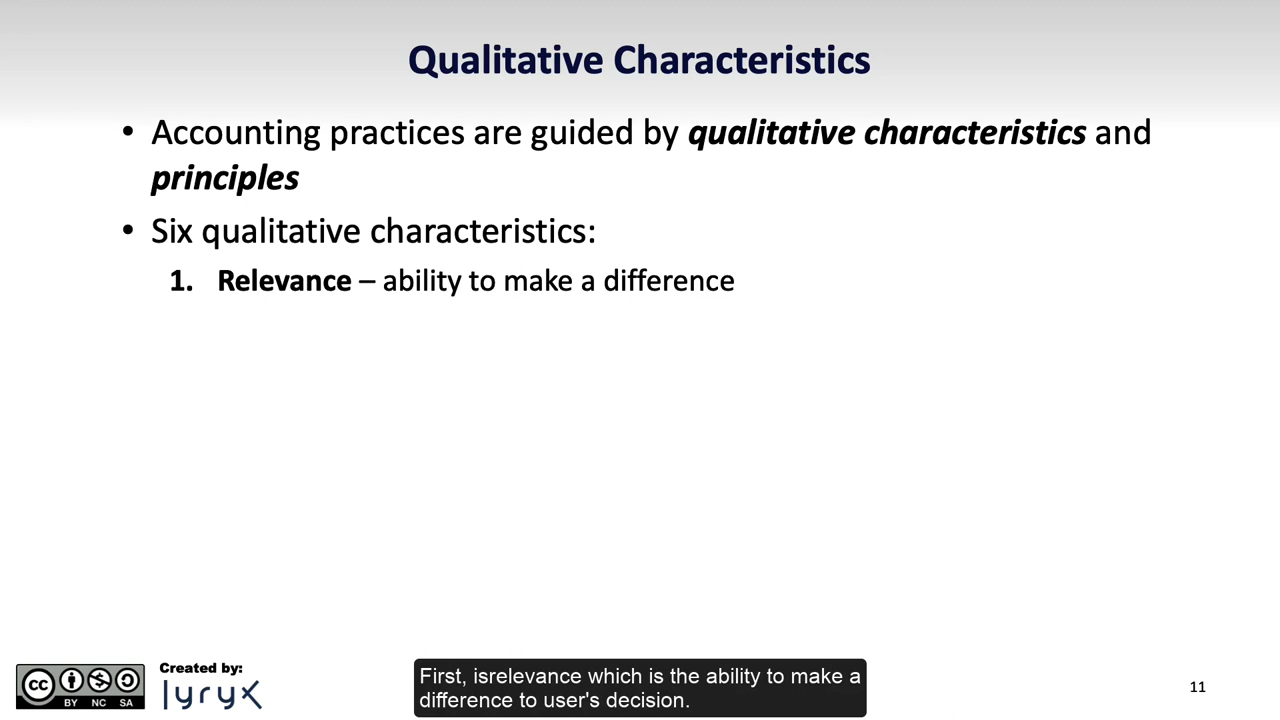 Qualitative Characteristics
• Accounting practices are guided by qualitative characteristics and
principles
• Six qualitative characteristics:
1. Relevance – ability to make a difference
cc
BY NC SA
Created by:
lyryx
First, isrelevance which is the ability to make a
difference to user's decision.
11